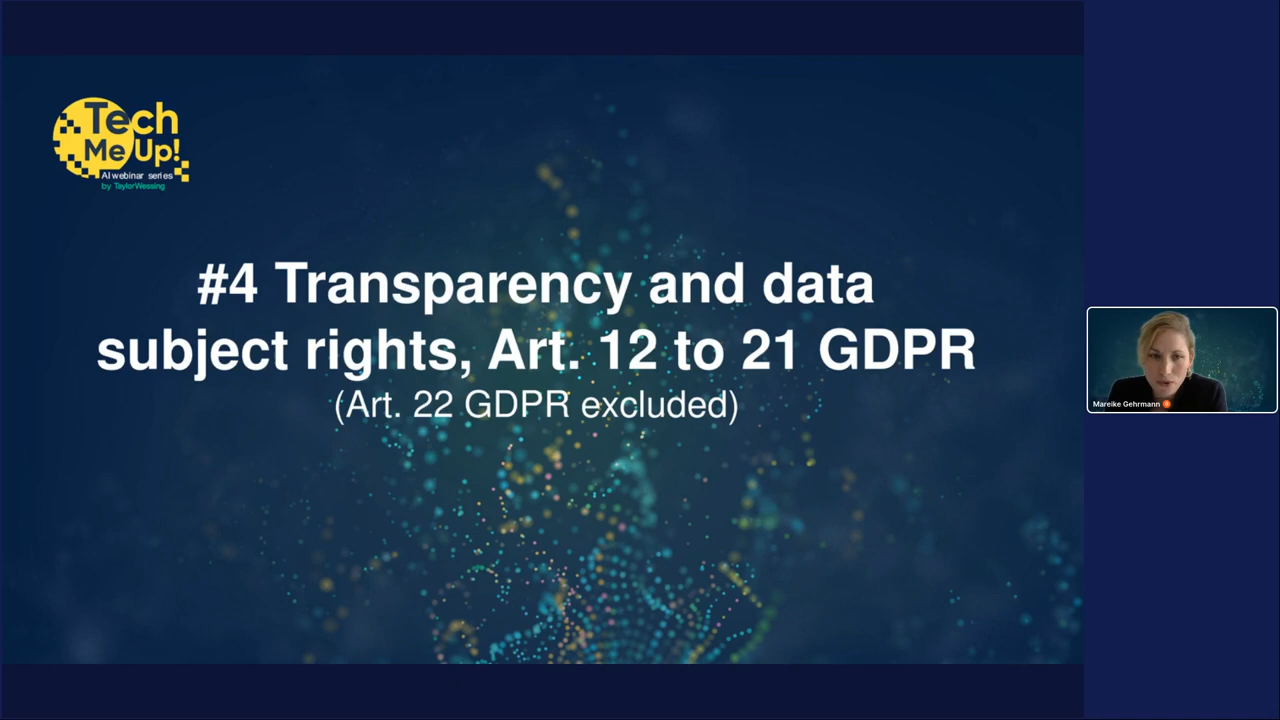 Tech
Me Up!
AI webinar series
by TaylorWessing
#4 Transparency and data
subject rights, Art. 12 to 21 GDPR
(Art. 22 GDPR excluded)
Mareike Gehrmann